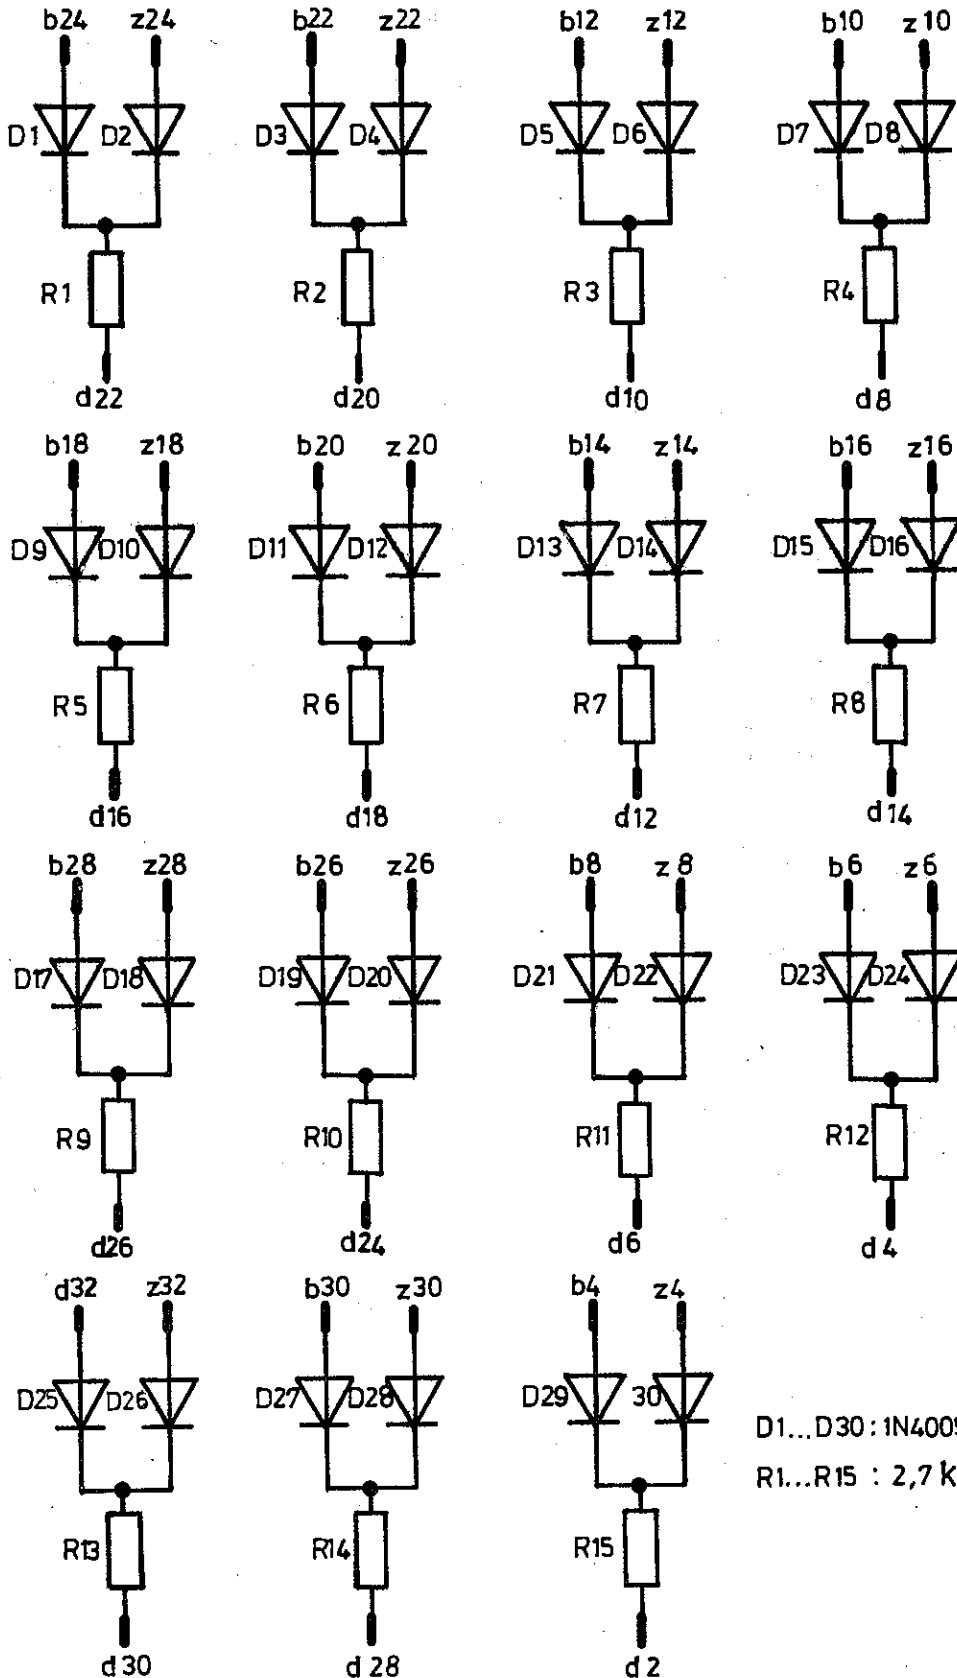 b24 z24 b22 z22 b12 z12 b10 z10
D1 D2 D3 D4 D5 D6 D7 D8
R1 R2 R3 R4
d22 d20 d10 d8
b18 z18 b20 z20 b14 z14 b16 z16
D9 D10 D11 D12 D13 D14 D15 D16
R5 R6 R7 R8
d16 d18 d12 d14
b28 z28 b26 z26 b8 z8 b6 z6
D17 D18 D19 D20 D21 D22 D23 D24
R9 R10 R11 R12
d26 d24 d6 d4
d32 z32 b30 z30 b4 z4
D25 D26 D27 D28 D29 30
D1...D30:
R1...R15 : 2,7 k
R13 R14 R15
d30 d28 d2